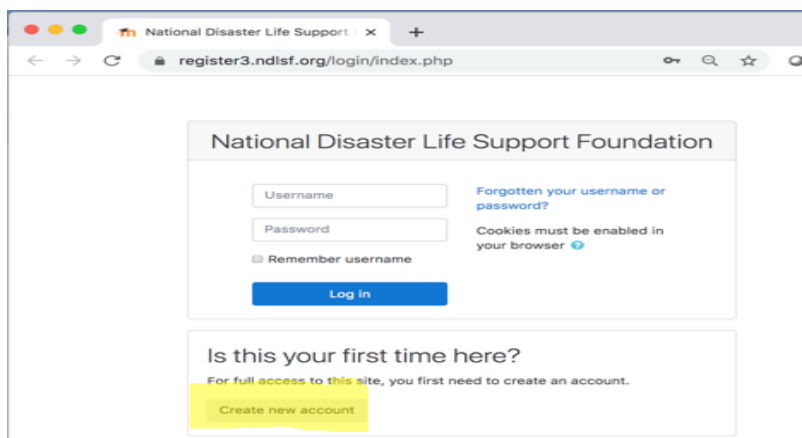 National Disaster Life Support
register3.ndlsf.org/login/index.php
National Disaster Life Support Foundation
Username
Forgotten your username or
password?
Password
Cookies must be enabled in
your browser
Remember username
Log in
Is this your first time here?
For full access to this site, you first need to create an account.
Create new account